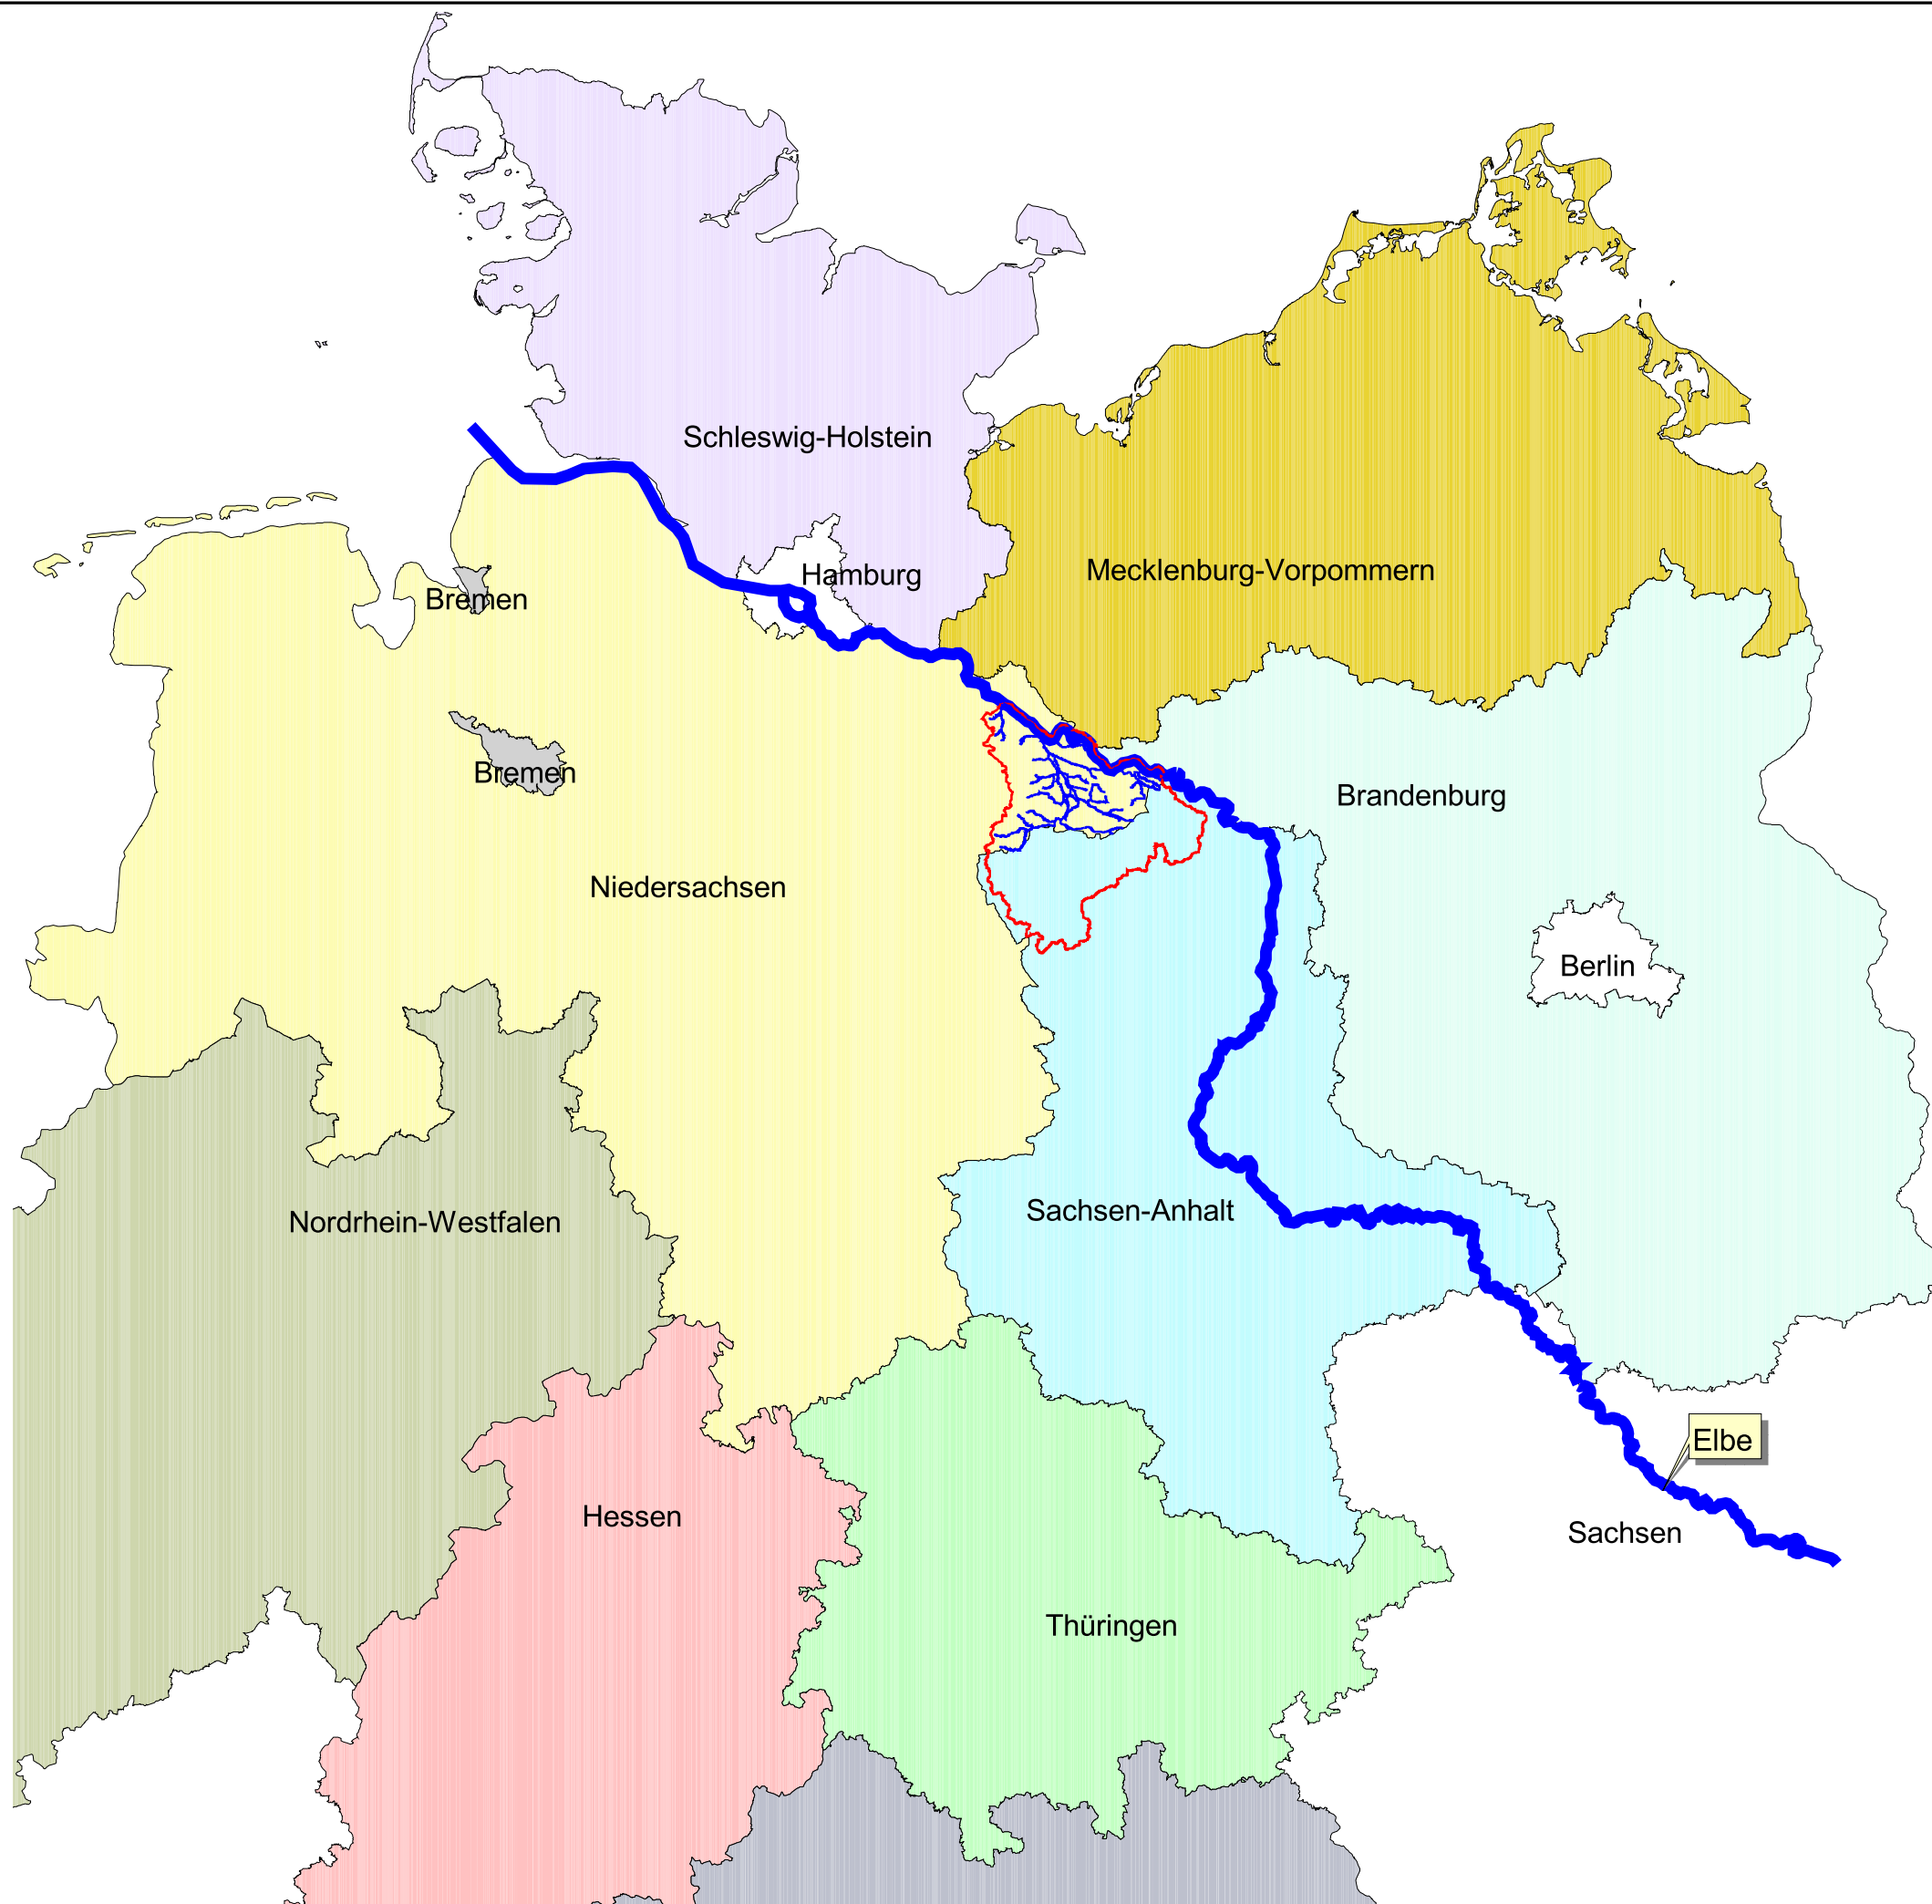 Schleswig-Holstein
Hamburg
Mecklenburg-Vorpommern
Bremen
Bremen
Brandenburg
Niedersachsen
Berlin
Sachsen-Anhalt
Nordrhein-Westfalen
Elbe
Hessen
Sachsen
Thüringen